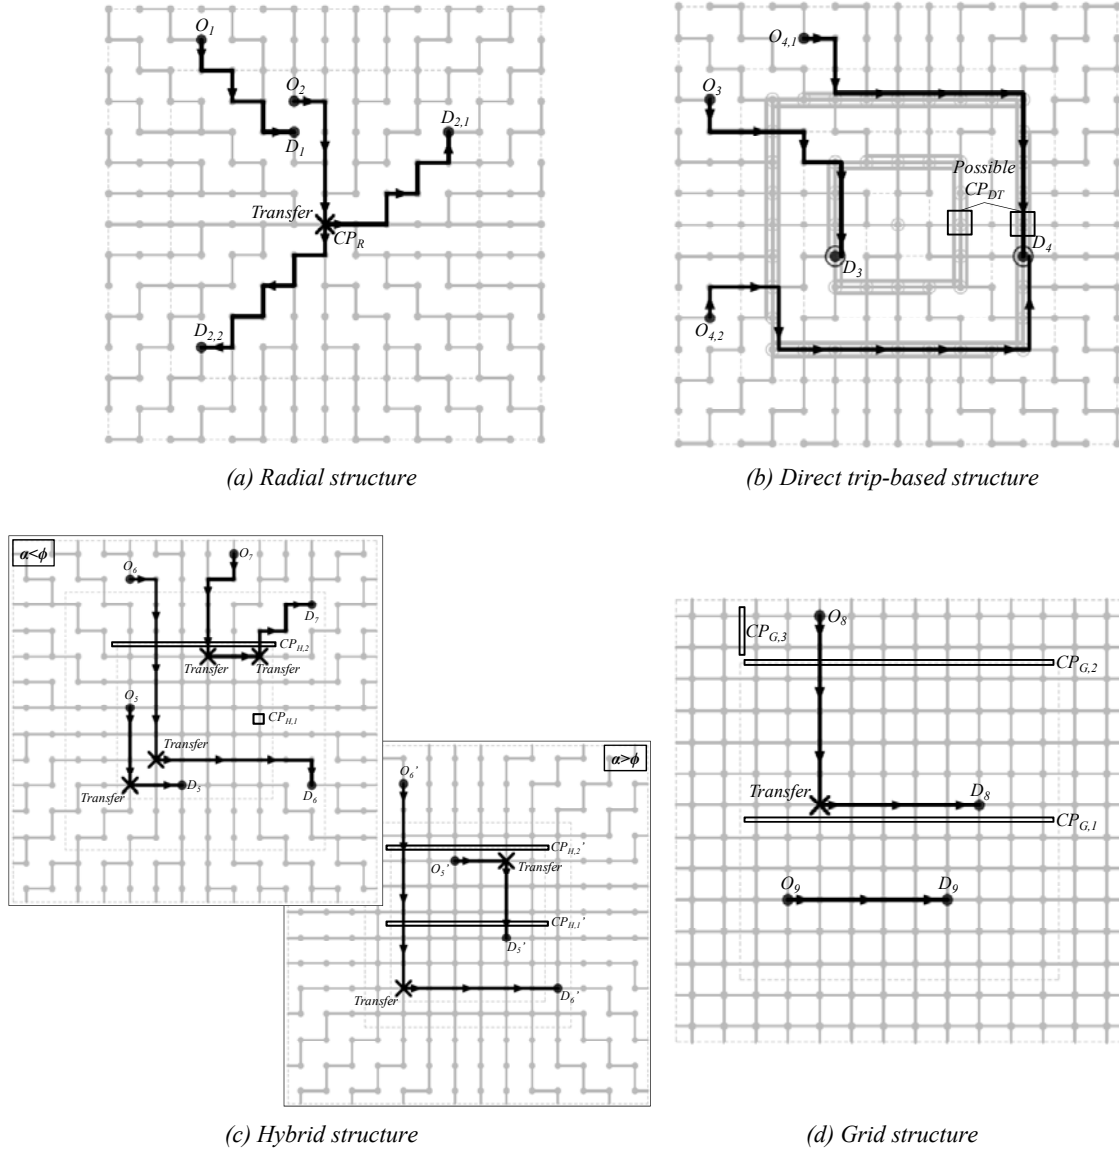 O1
O2
D1
D2,1
Transfer
CPR
D2,2
(a) Radial structure
O4,1
O3
Possible
CPDT
D4
D3
O4,2
(b) Direct trip-based structure
α<ϕ
O7
O6
D7
CPH,2
Transfer
Transfer
O5
CPH,1
Transfer
Transfer
D5
D6
α>ϕ
O6'
CPH,2'
O5'
Transfer
CPH,1'
D5'
Transfer
D6'
(c) Hybrid structure
O8
CPG,3
CPG,2
Transfer
D8
CPG,1
O9
D9
(d) Grid structure